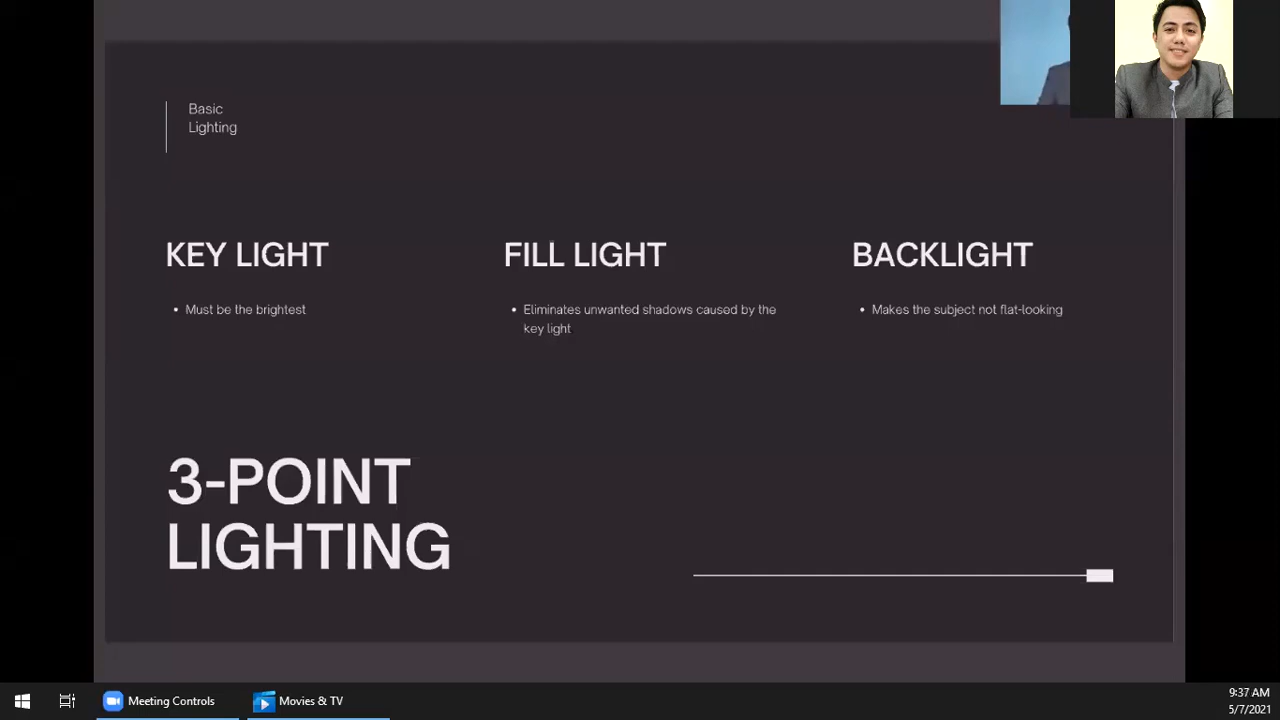 Basic
Lighting
KEY LIGHT
• Must be the brightest
FILL LIGHT
• Eliminates unwanted shadows caused by the
key light
BACKLIGHT
• Makes the subject not flat-looking
3-POINT
LIGHTING
Meeting Controls
Movies & TV
9:37 AM
5/7/2021